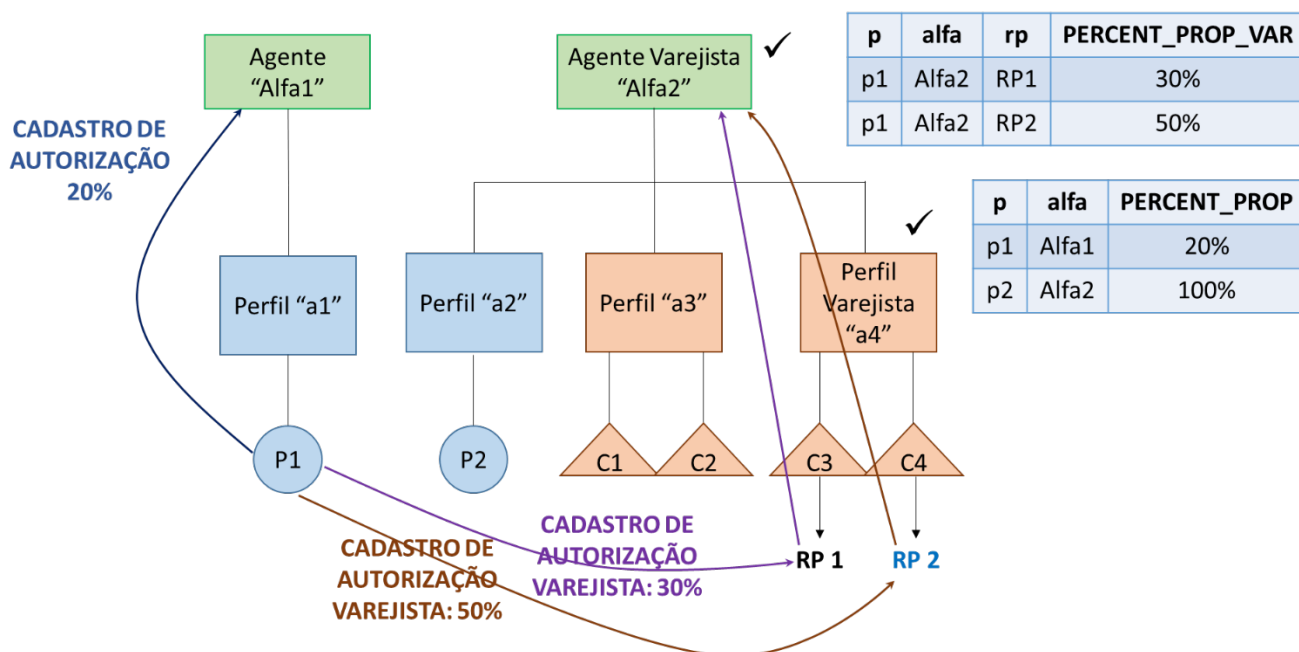 Agente
“Alfa1”
Agente Varejista
“Alfa2”
✓
p alfa rp PERCENT_PROP_VAR
p1 Alfa2 RP1 30%
p1 Alfa2 RP2 50%
CADASTRO DE
AUTORIZAÇÃO
20%
p alfa PERCENT_PROP
p1 Alfa1 20%
p2 Alfa2 100%
✓
Perfil “a1”
Perfil “a2”
Perfil “a3”
Perfil
Varejista
“a4”
P1
P2
C1
C2
C3
C4
CADASTRO DE
AUTORIZAÇÃO
VAREJISTA: 30%
CADASTRO DE
AUTORIZAÇÃO
VAREJISTA: 50%
RP 1
RP 2